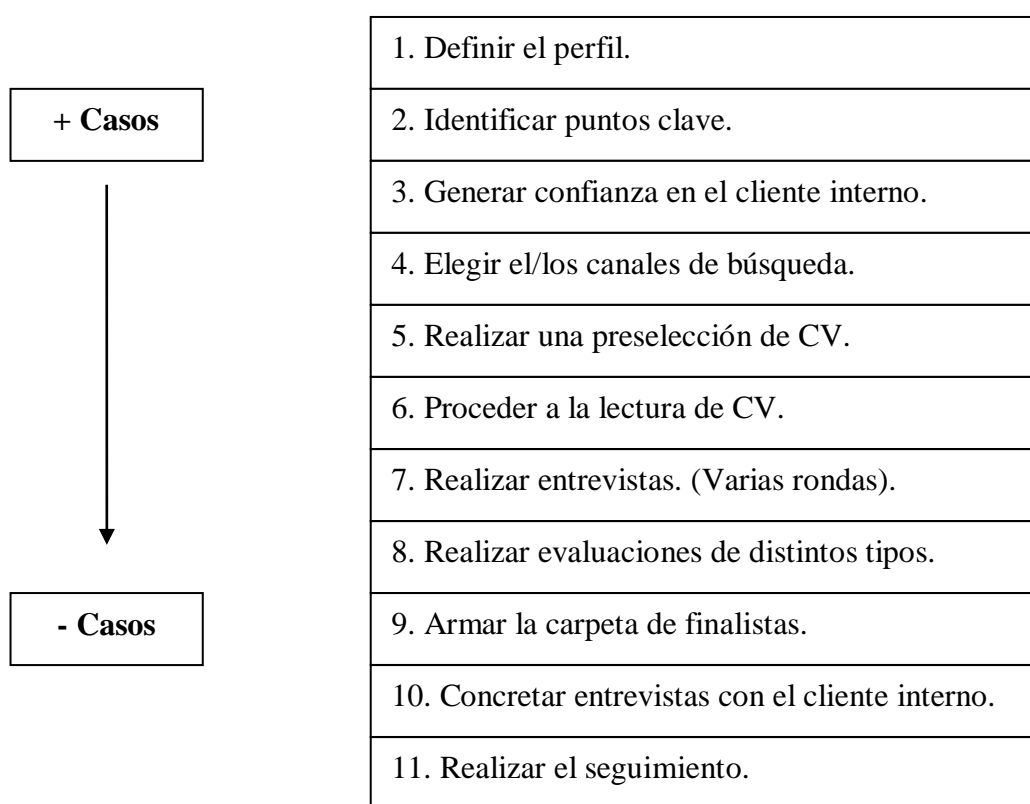 1. Definir el perfil.
+ Casos
2. Identificar puntos clave.
3. Generar confianza en el cliente interno.
4. Elegir el/los canales de búsqueda.
5. Realizar una preselección de CV.
6. Proceder a la lectura de CV.
7. Realizar entrevistas. (Varias rondas).
8. Realizar evaluaciones de distintos tipos.
- Casos
9. Armar la carpeta de finalistas.
10. Concretar entrevistas con el cliente interno.
11. Realizar el seguimiento.